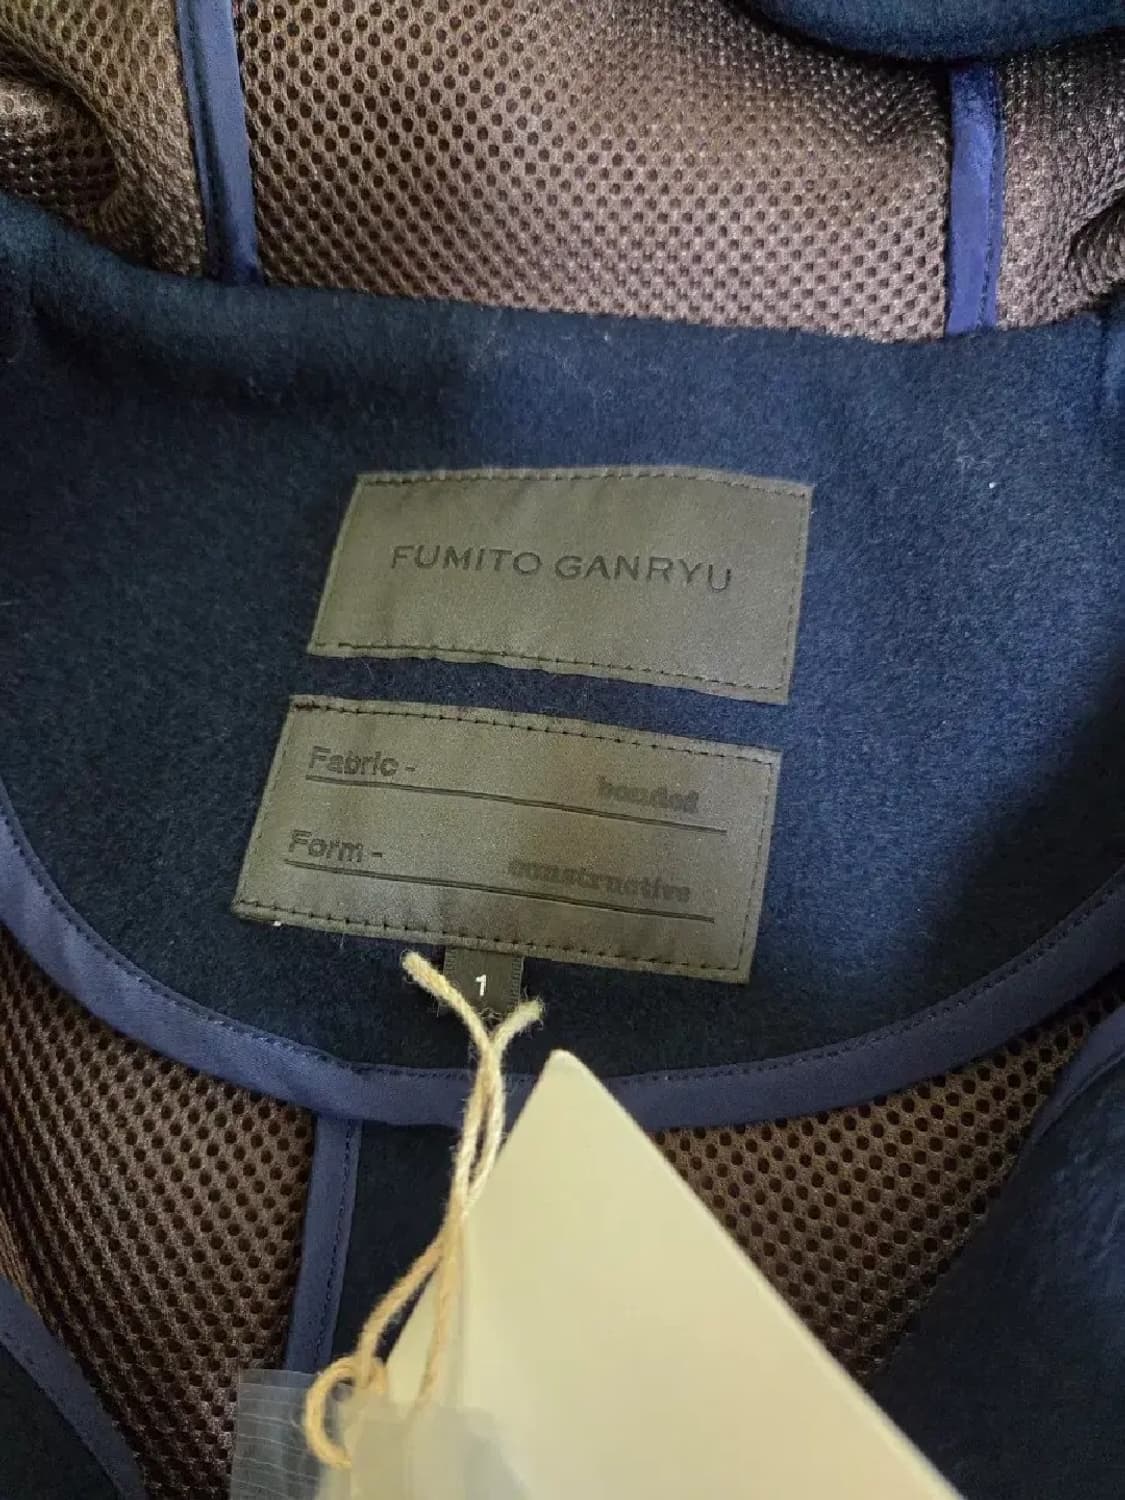 FUMITO GANRYU
Fabric - bonded
Form - constructive
1